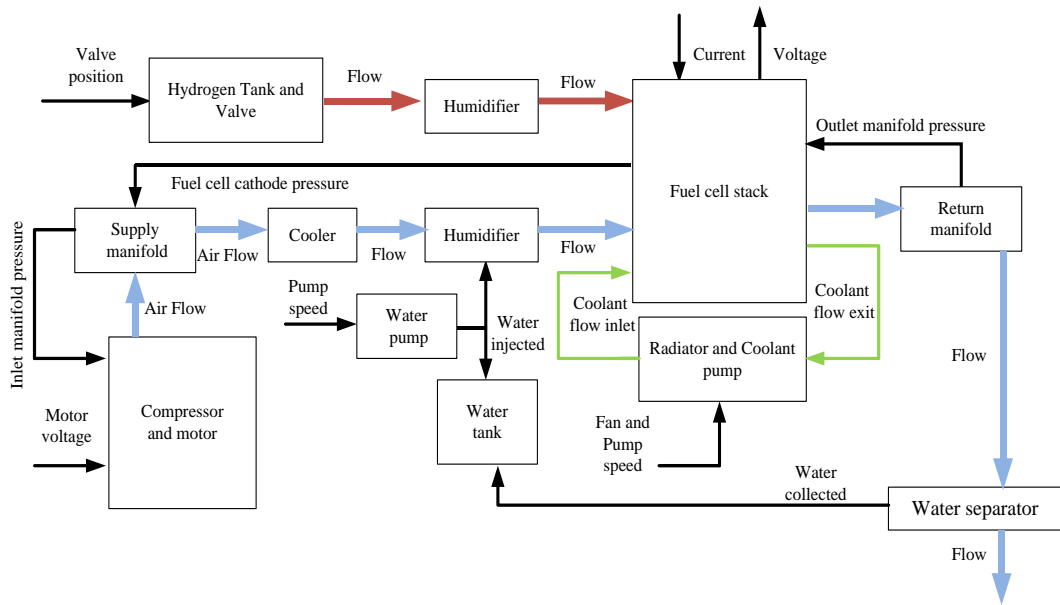 Valve
position
Hydrogen Tank and
Valve
Flow
Humidifier
Flow
Current
Voltage
Fuel cell stack
Outlet manifold pressure
Return
manifold
Fuel cell cathode pressure
Inlet manifold pressure
Supply
manifold
Air Flow
Cooler
Flow
Humidifier
Flow
Air Flow
Pump
speed
Water
pump
Water
injected
Coolant
flow inlet
Coolant
flow exit
Radiator and Coolant
pump
Flow
Motor
voltage
Compressor
and motor
Water
tank
Fan and
Pump
speed
Water
collected
Water separator
Flow